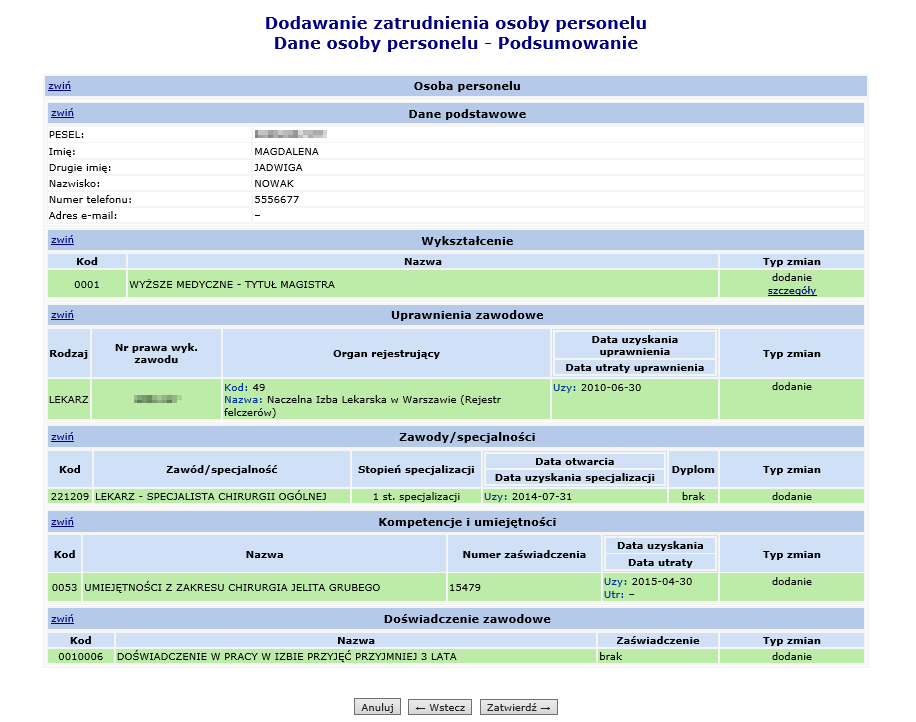 Dodawanie zatrudnienia osoby personelu
Dane osoby personelu - Podsumowanie
zwiń Osoba personelu
zwiń Dane podstawowe
PESEL:
Imię: MAGDALENA
Drugie imię: JADWIGA
Nazwisko: NOWAK
Numer telefonu: 5556677
Adres e-mail: –
zwiń Wykształcenie
Kod Nazwa Typ zmian
0001 WYŻSZE MEDYCZNE - TYTUŁ MAGISTRA dodanie
szczegóły
zwiń Uprawnienia zawodowe
Rodzaj Nr prawa wyk. zawodu Organ rejestrujący Data uzyskania uprawnienia Typ zmian
Data utraty uprawnienia
LEKARZ Kod: 49 Uzy: 2010-06-30 dodanie
Nazwa: Naczelna Izba Lekarska w Warszawie (Rejestr
felczerów)
zwiń Zawody/specjalności
Kod Zawód/specjalność Stopień specjalizacji Data otwarcia Dyplom Typ zmian
Data uzyskania specjalizacji
221209 LEKARZ - SPECJALISTA CHIRURGII OGÓLNEJ 1 st. specjalizacji Uzy: 2014-07-31 brak dodanie
zwiń Kompetencje i umiejętności
Kod Nazwa Numer zaświadczenia Data uzyskania Typ zmian
Data utraty
0053 UMIEJĘTNOŚCI Z ZAKRESU CHIRURGIA JELITA GRUBEGO 15479 Uzy: 2015-04-30 dodanie
Utr: –
zwiń Doświadczenie zawodowe
Kod Nazwa Zaświadczenie Typ zmian
0010006 DOŚWIADCZENIE W PRACY W IZBIE PRZYJĘĆ PRZYJMNIEJ 3 LATA brak dodanie
Anuluj ← Wstecz Zatwierdź →